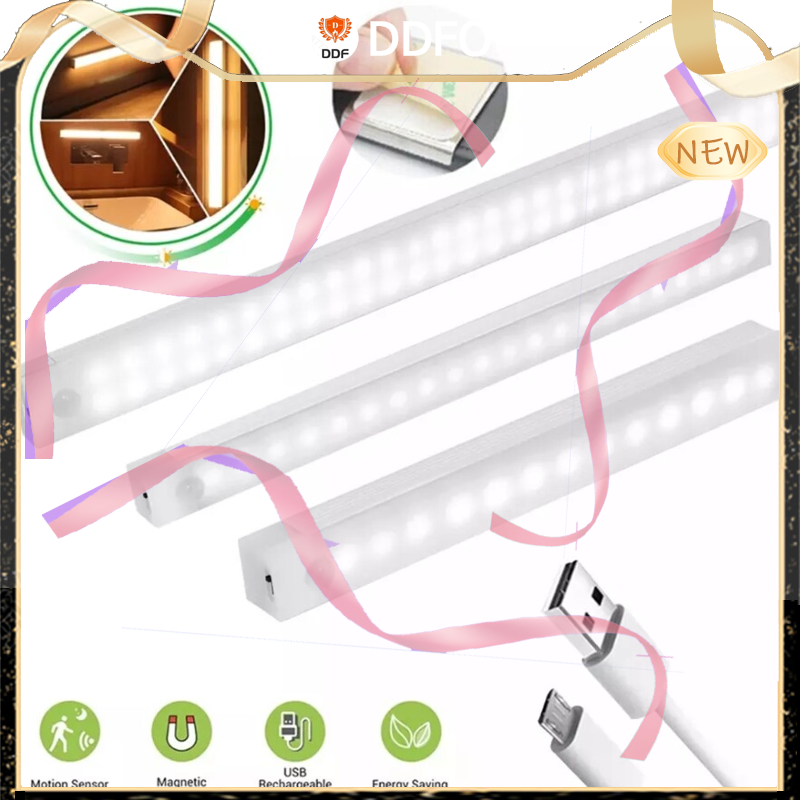 DDF
DDFO
NEW
Motion Sensor
Magnetic
USB
Rechargeable
Energy Saving